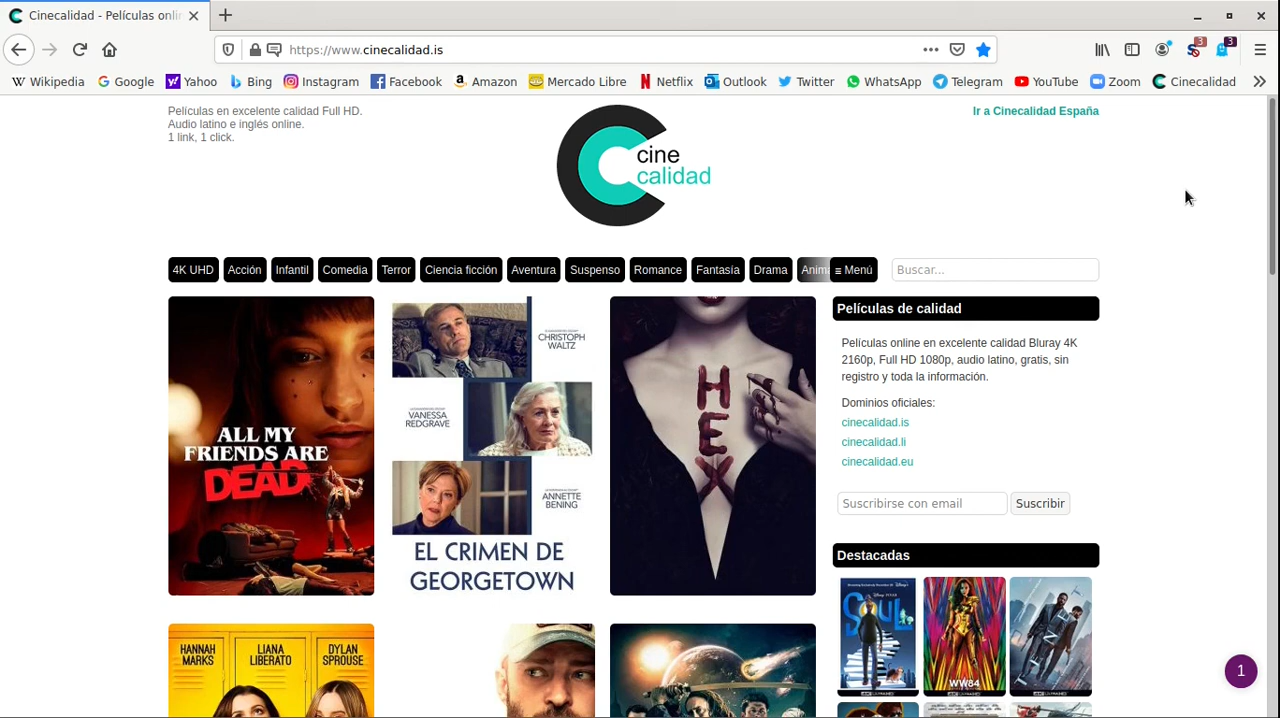 Cinecalidad - Películas onlin
https://www.cinecalidad.is
3
3
Wikipedia
Google
Yahoo
Bing
Instagram
Facebook
Amazon
Mercado Libre
Netflix
Outlook
Twitter
WhatsApp
Telegram
YouTube
Zoom
Cinecalidad
Películas en excelente calidad Full HD.
Audio latino e inglés online.
1 link, 1 click.
cine
calidad
Ir a Cinecalidad España
4K UHD
Acción
Infantil
Comedia
Terror
Ciencia ficción
Aventura
Suspenso
Romance
Fantasía
Drama
Anima
≡ Menú
Buscar...
ALL MY
FRIENDS ARE
DEAD
CHRISTOPH
WALTZ
VANESSA
REDGRAVE
ANNETTE
BENING
EL CRIMEN DE
GEORGETOWN
HEX
Películas de calidad
Películas online en excelente calidad Bluray 4K
2160p, Full HD 1080p, audio latino, gratis, sin
registro y toda la información.
Dominios oficiales:
cinecalidad.is
cinecalidad.li
cinecalidad.eu
Suscribirse con email
Suscribir
Destacadas
SOUL
WW84
TENET
HANNAH
MARKS
LIANA
LIBERATO
DYLAN
SPROUSE
1